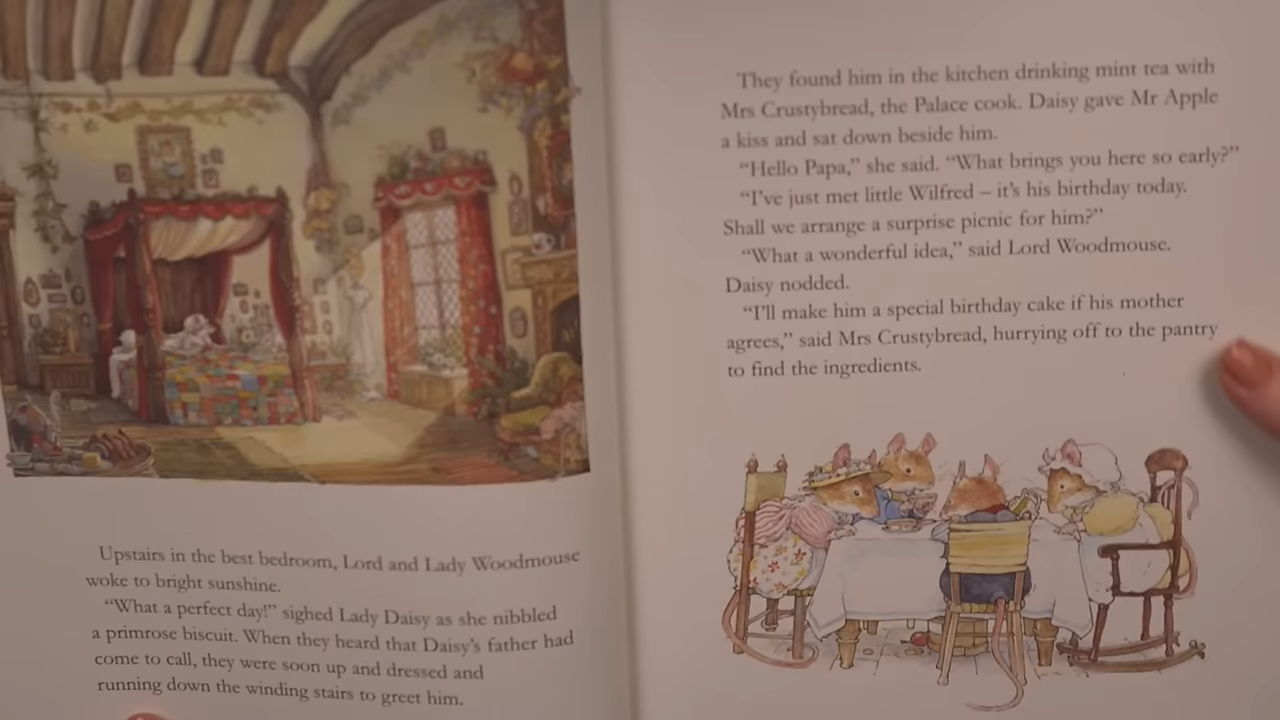 Upstairs in the best bedroom, Lord and Lady Woodmouse
woke to bright sunshine.
“What a perfect day!” sighed Lady Daisy as she nibbled
a primrose biscuit. When they heard that Daisy’s father had
come to call, they were soon up and dressed and
running down the winding stairs to greet him.
They found him in the kitchen drinking mint tea with
Mrs Crustybread, the Palace cook. Daisy gave Mr Apple
a kiss and sat down beside him.
“Hello Papa,” she said. “What brings you here so early?”
“I’ve just met little Wilfred – it’s his birthday today.
Shall we arrange a surprise picnic for him?”
“What a wonderful idea,” said Lord Woodmouse.
Daisy nodded.
“I’ll make him a special birthday cake if his mother
agrees,” said Mrs Crustybread, hurrying off to the pantry
to find the ingredients.